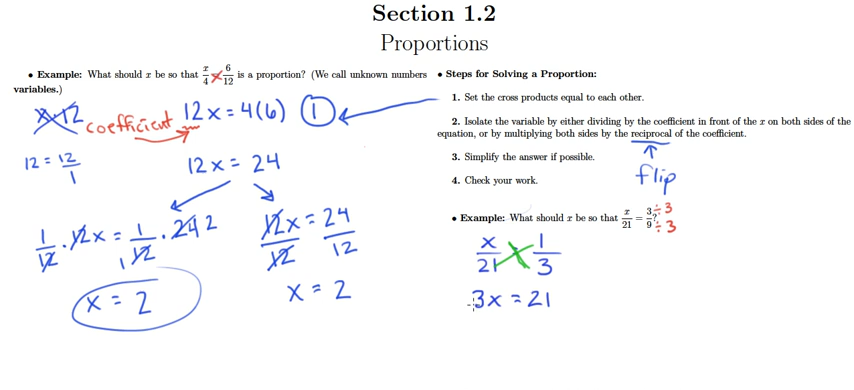 Section 1.2
Proportions
• Example: What should x be so that x/4 = 6/12 is a proportion? (We call unknown numbers
variables.)
x·12
coefficient
12x = 4(6) ①
12 = 12/1
12x = 24
1/12 · 12x = 1/12 · 24 2
1
12x/12 = 24/12
x = 2
x = 2
• Steps for Solving a Proportion:
1. Set the cross products equal to each other.
2. Isolate the variable by either dividing by the coefficient in front of the x on both sides of the
equation, or by multiplying both sides by the reciprocal of the coefficient.
3. Simplify the answer if possible.
flip
4. Check your work.
• Example: What should x be so that x/21 = 3/9?
÷ 3
÷ 3
x/21 1/3
3x = 21